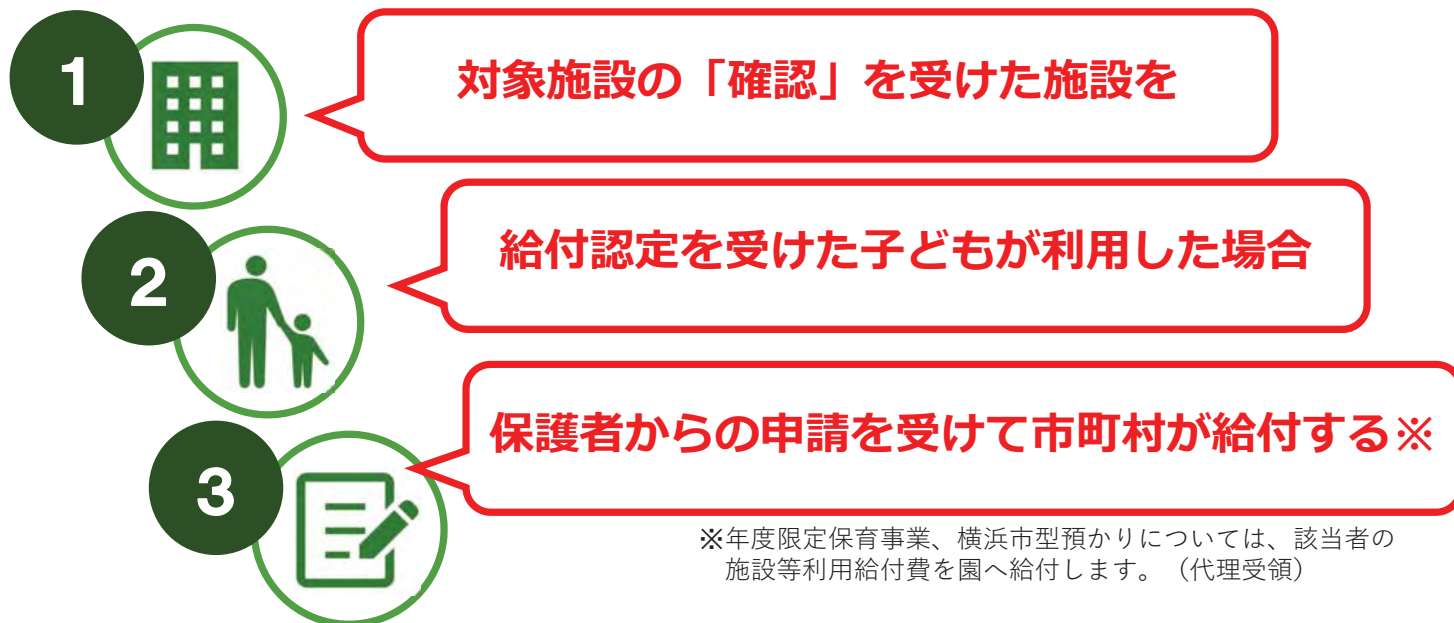 1
対象施設の「確認」を受けた施設を
2
給付認定を受けた子どもが利用した場合
3
保護者からの申請を受けて市町村が給付する※
※年度限定保育事業、横浜市型預かりについては、該当者の
施設等利用給付費を園へ給付します。（代理受領）